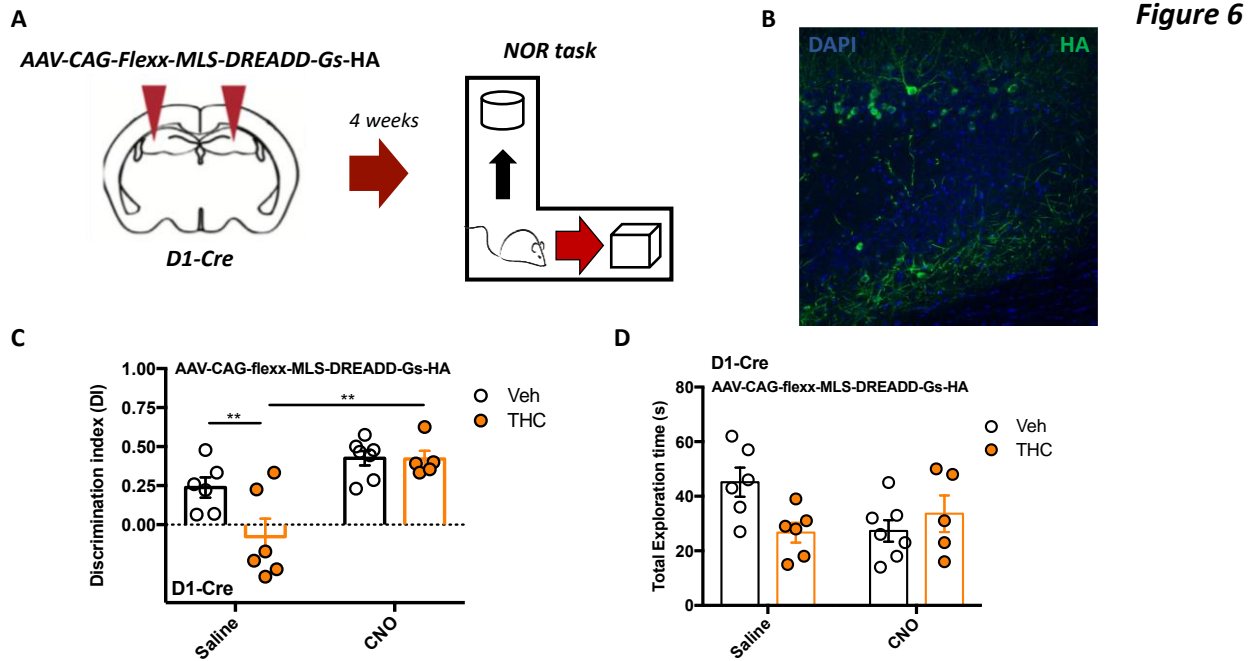 Figure 6
A
AAV-CAG-Flexx-MLS-DREADD-Gs-HA
4 weeks
NOR task
D1-Cre
B
DAPI
HA
C
AAV-CAG-flexx-MLS-DREADD-Gs-HA
Discrimination index (DI)
1.00
0.75
0.50
0.25
0.00
**
**
Veh
THC
D1-Cre
Saline
CNO
D
D1-Cre
AAV-CAG-flexx-MLS-DREADD-Gs-HA
Total Exploration time (s)
80
60
40
20
0
Veh
THC
Saline
CNO